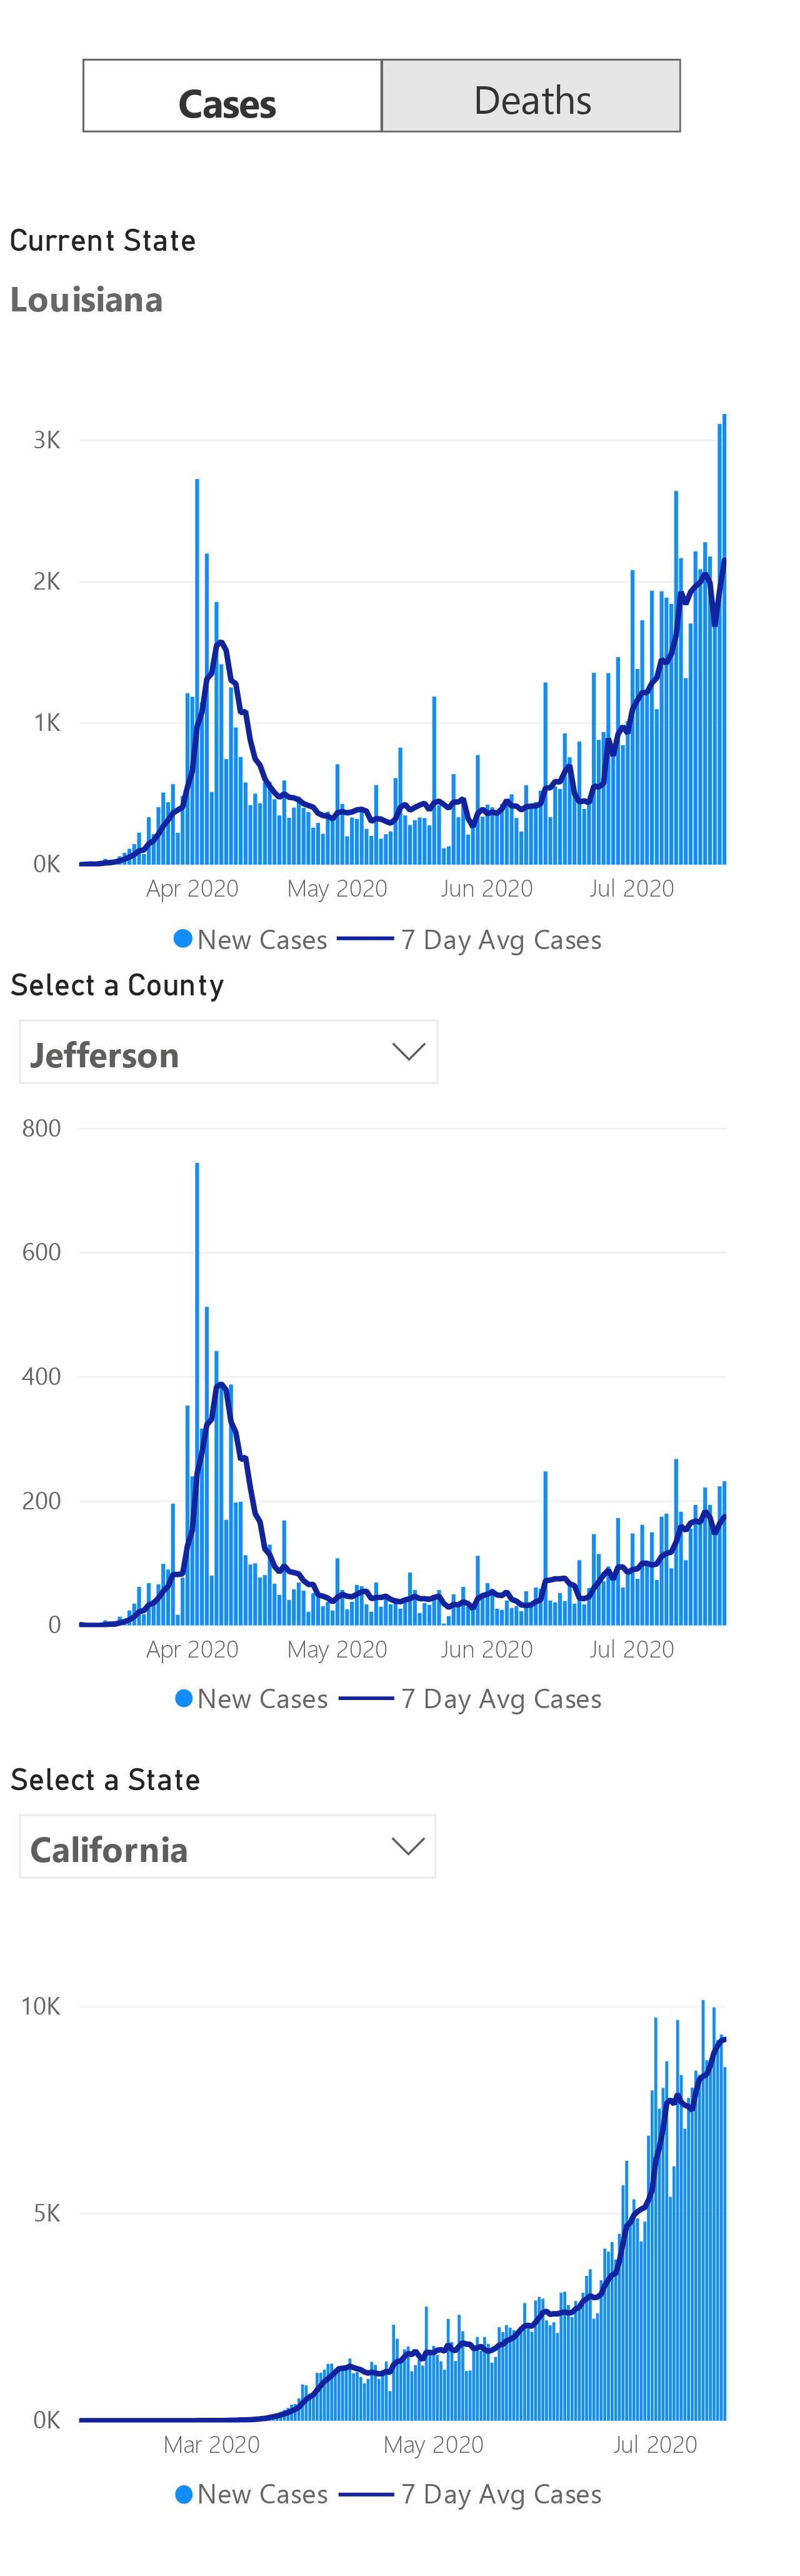 Cases Deaths
Current State
Louisiana
3K
2K
1K
0K
Apr 2020 May 2020 Jun 2020 Jul 2020
New Cases 7 Day Avg Cases
Select a County
Jefferson
800
600
400
200
0
Apr 2020 May 2020 Jun 2020 Jul 2020
New Cases 7 Day Avg Cases
Select a State
California
10K
5K
0K
Mar 2020 May 2020 Jul 2020
New Cases 7 Day Avg Cases